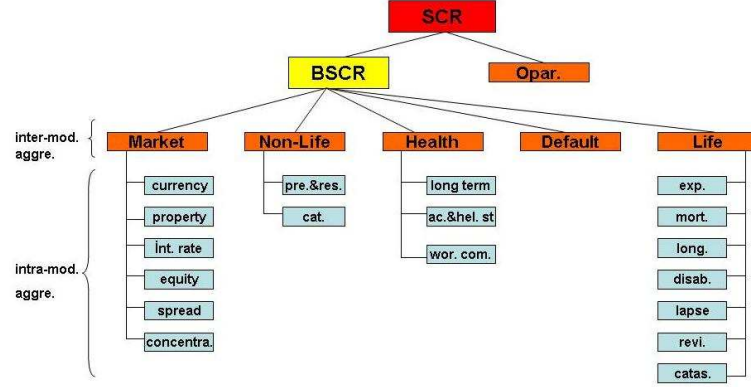 SCR
BSCR
Opar.
inter-mod.
aggre.
Market
Non-Life
Health
Default
Life
currency
pre.&res.
long term
exp.
property
cat.
ac.&hel. st
mort.
İnt. rate
wor. com.
long.
intra-mod.
aggre.
equity
disab.
spread
lapse
concentra.
revi.
catas.